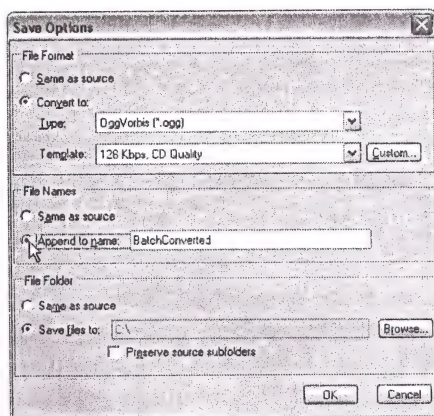 Save Options
File Format
Same as source
Convert to:
Type: OggVorbis (*.ogg)
Template: 128 Kbps, CD Quality Custom...
File Names
Same as source
Append to name: BatchConverted
File Folder
Same as source
Save files to: C:\ Browse...
Preserve source subfolders
OK Cancel